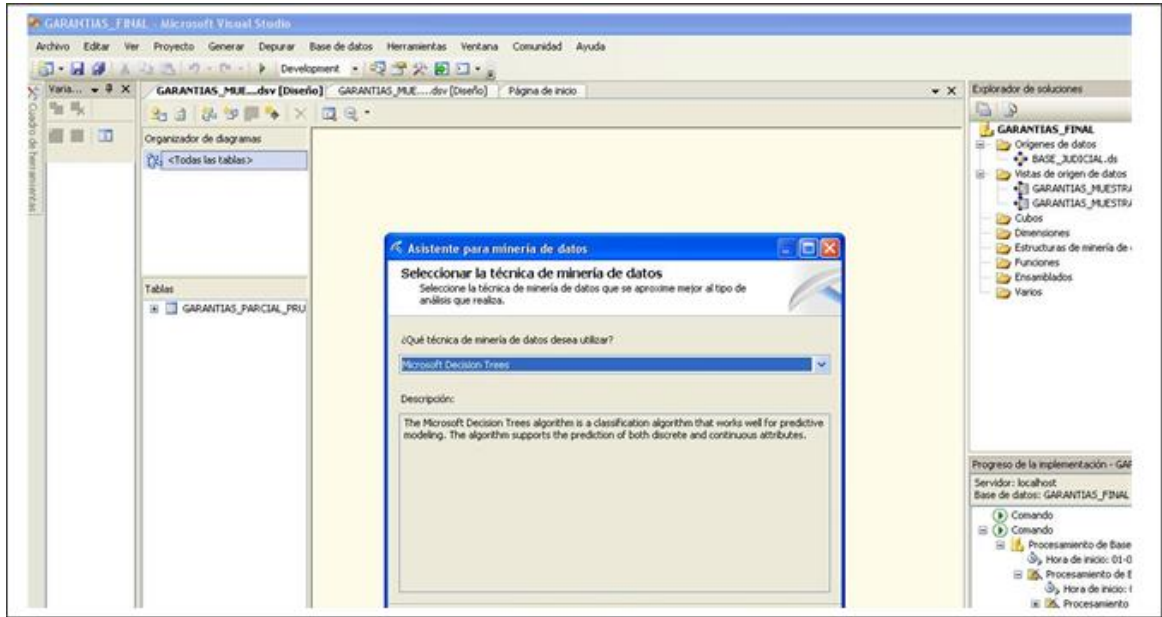 GARANTIAS_FINAL - Microsoft Visual Studio
Archivo Editar Ver Proyecto Generar Depurar Base de datos Herramientas Ventana Comunidad Ayuda
Development
Varia...
GARANTIAS_MUE....dsv [Diseño] GARANTIAS_MUE....dsv [Diseño] Página de inicio
Cuadro de herramientas
Organizador de diagramas
<Todas las tablas>
Tablas
GARANTIAS_PARCIAL_PRU
Asistente para minería de datos
Seleccionar la técnica de minería de datos
Seleccione la técnica de minería de datos que se aproxime mejor al tipo de
análisis que realiza.
¿Qué técnica de minería de datos desea utilizar?
Microsoft Decision Trees
Descripción:
The Microsoft Decision Trees algorithm is a classification algorithm that works well for predictive
modeling. The algorithm supports the prediction of both discrete and continuous attributes.
Explorador de soluciones
GARANTIAS_FINAL
Orígenes de datos
BASE_JUDICIAL.ds
Vistas de origen de datos
GARANTIAS_MUESTRA
GARANTIAS_MUESTRA
Cubos
Dimensiones
Estructuras de minería de
Funciones
Ensamblados
Varios
Progreso de la implementación - GAR
Servidor: localhost
Base de datos: GARANTIAS_FINAL
Comando
Comando
Procesamiento de Base
Hora de inicio: 01-0
Procesamiento de
Hora de inicio:
Procesamiento